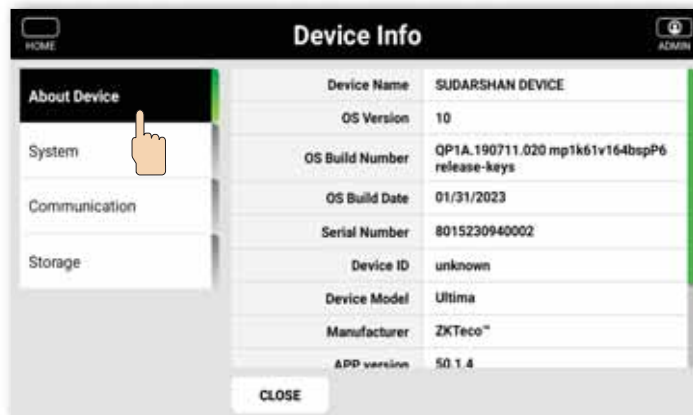 Device Info
HOME
ADMIN
About Device
System
Communication
Storage
Device Name SUDARSHAN DEVICE
OS Version 10
OS Build Number QP1A.190711.020 mp1k61v164bspP6
release-keys
OS Build Date 01/31/2023
Serial Number 8015230940002
Device ID unknown
Device Model Ultima
Manufacturer ZKTeco™
APP version 50.1.4
CLOSE